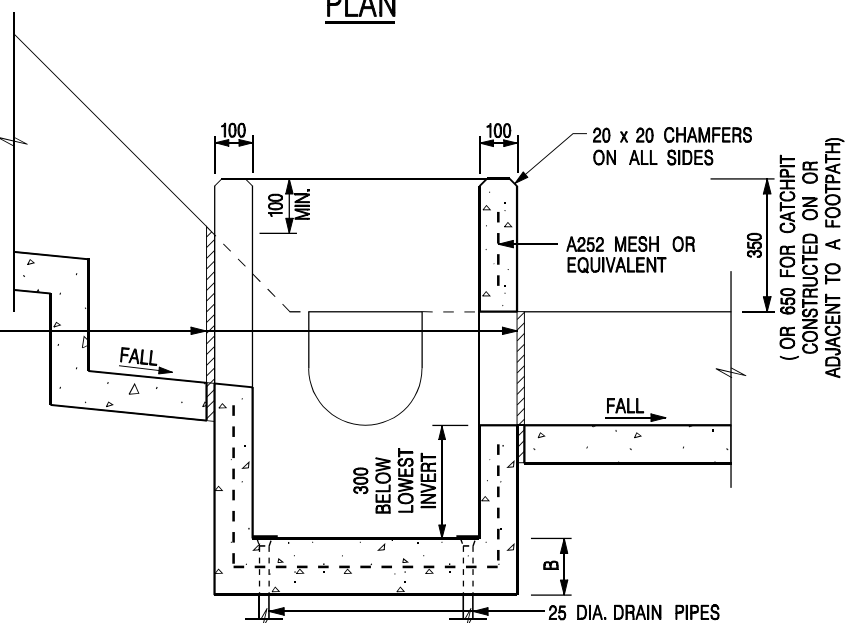 PLAN
100
100
20 x 20 CHAMFERS
ON ALL SIDES
100
MIN.
A252 MESH OR
EQUIVALENT
350
( OR 650 FOR CATCHPIT
CONSTRUCTED ON OR
ADJACENT TO A FOOTPATH)
FALL
FALL
300
BELOW
LOWEST
INVERT
B
25 DIA. DRAIN PIPES